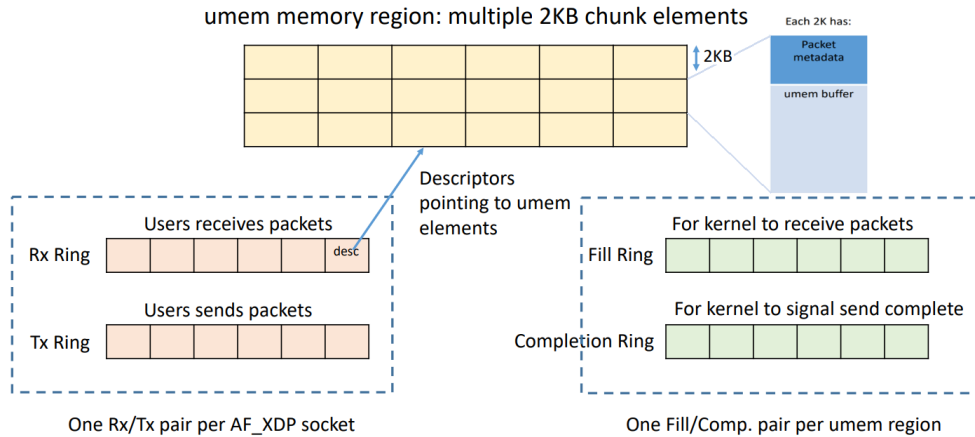 umem memory region: multiple 2KB chunk elements
Each 2K has:
Packet
metadata
2KB
umem buffer
Descriptors
pointing to umem
elements
Users receives packets
Rx Ring
desc
Users sends packets
Tx Ring
One Rx/Tx pair per AF_XDP socket
For kernel to receive packets
Fill Ring
For kernel to signal send complete
Completion Ring
One Fill/Comp. pair per umem region